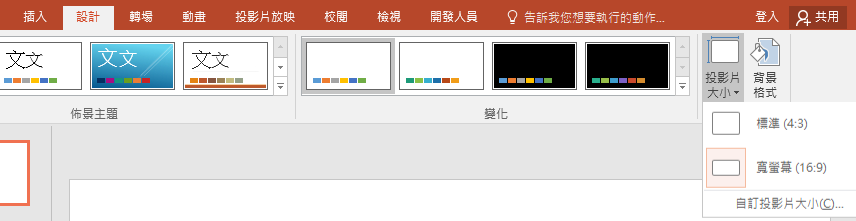 插入 設計 轉場 動畫 投影片放映 校閱 檢視 開發人員 告訴我您想要執行的動作... 登入 共用
文文 文文 文文
投影片
大小
背景
格式
佈景主題 變化
標準 (4:3)
寬螢幕 (16:9)
自訂投影片大小(C)...